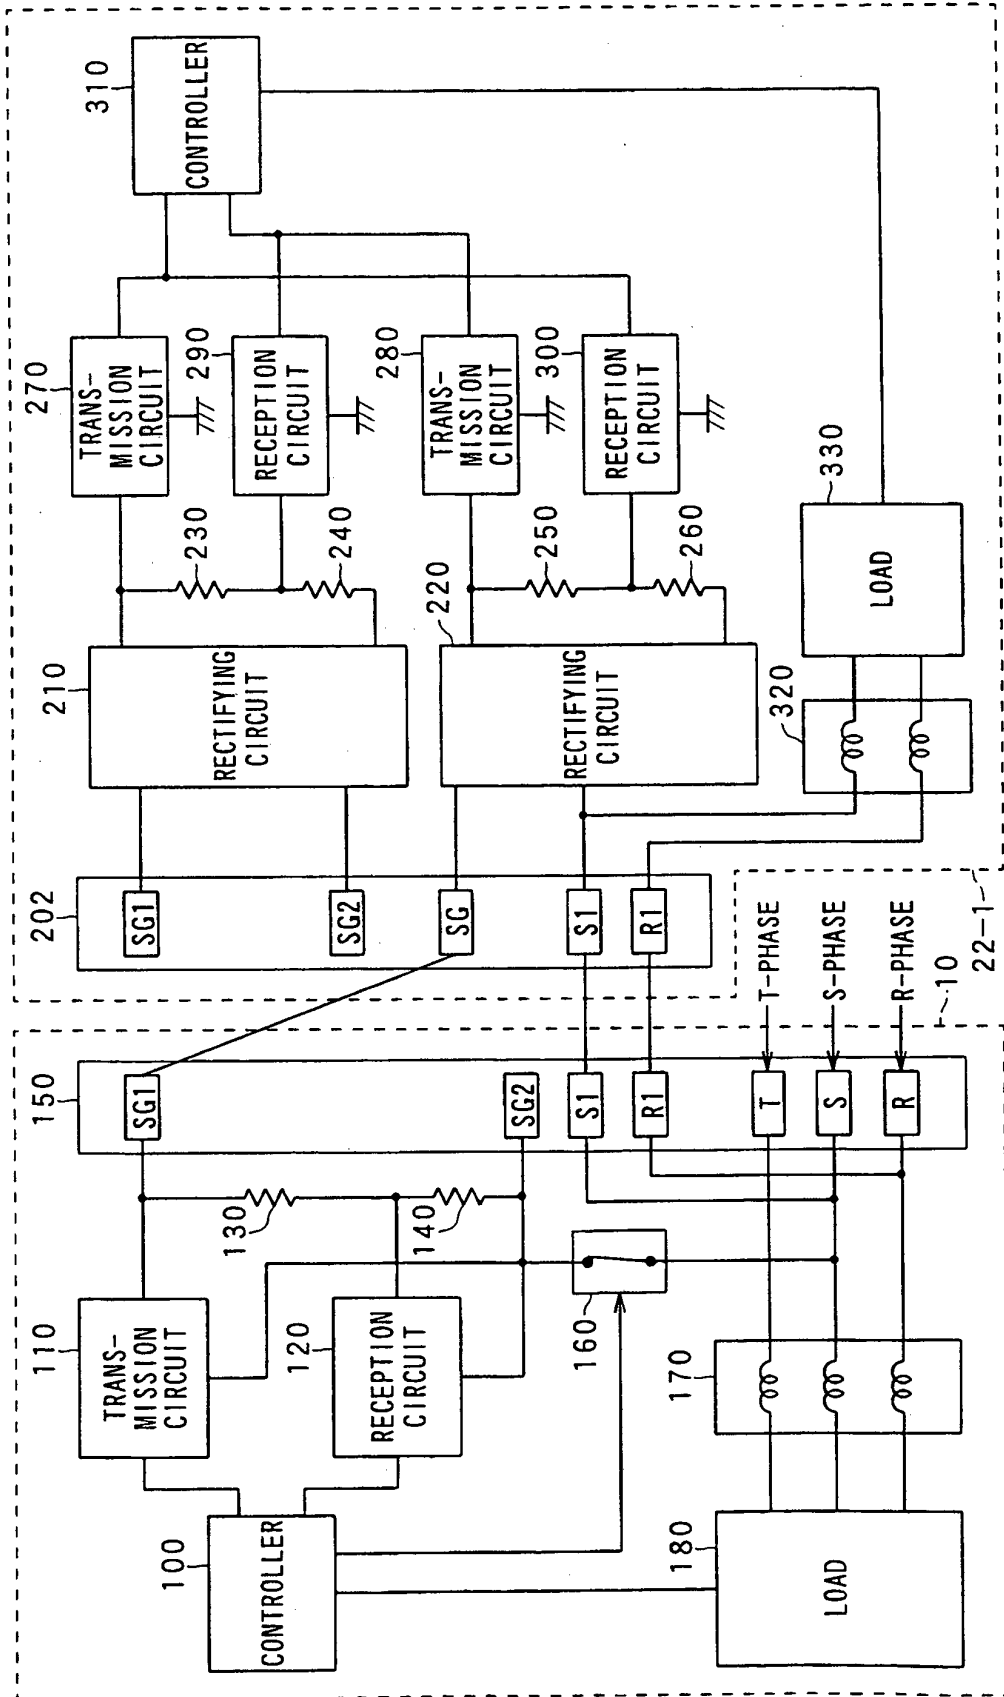 310
CONTROLLER
270
TRANS-
MISSION
CIRCUIT
290
RECEPTION
CIRCUIT
280
TRANS-
MISSION
CIRCUIT
300
RECEPTION
CIRCUIT
230
240
250
260
330
LOAD
210
RECTIFYING
CIRCUIT
220
RECTIFYING
CIRCUIT
320
202
SG1
SG2
SG
S1
R1
T-PHASE
S-PHASE
R-PHASE
22-1
10
150
SG1
SG2
S1
R1
T
S
R
130
140
110
TRANS-
MISSION
CIRCUIT
120
RECEPTION
CIRCUIT
160
170
100
CONTROLLER
180
LOAD